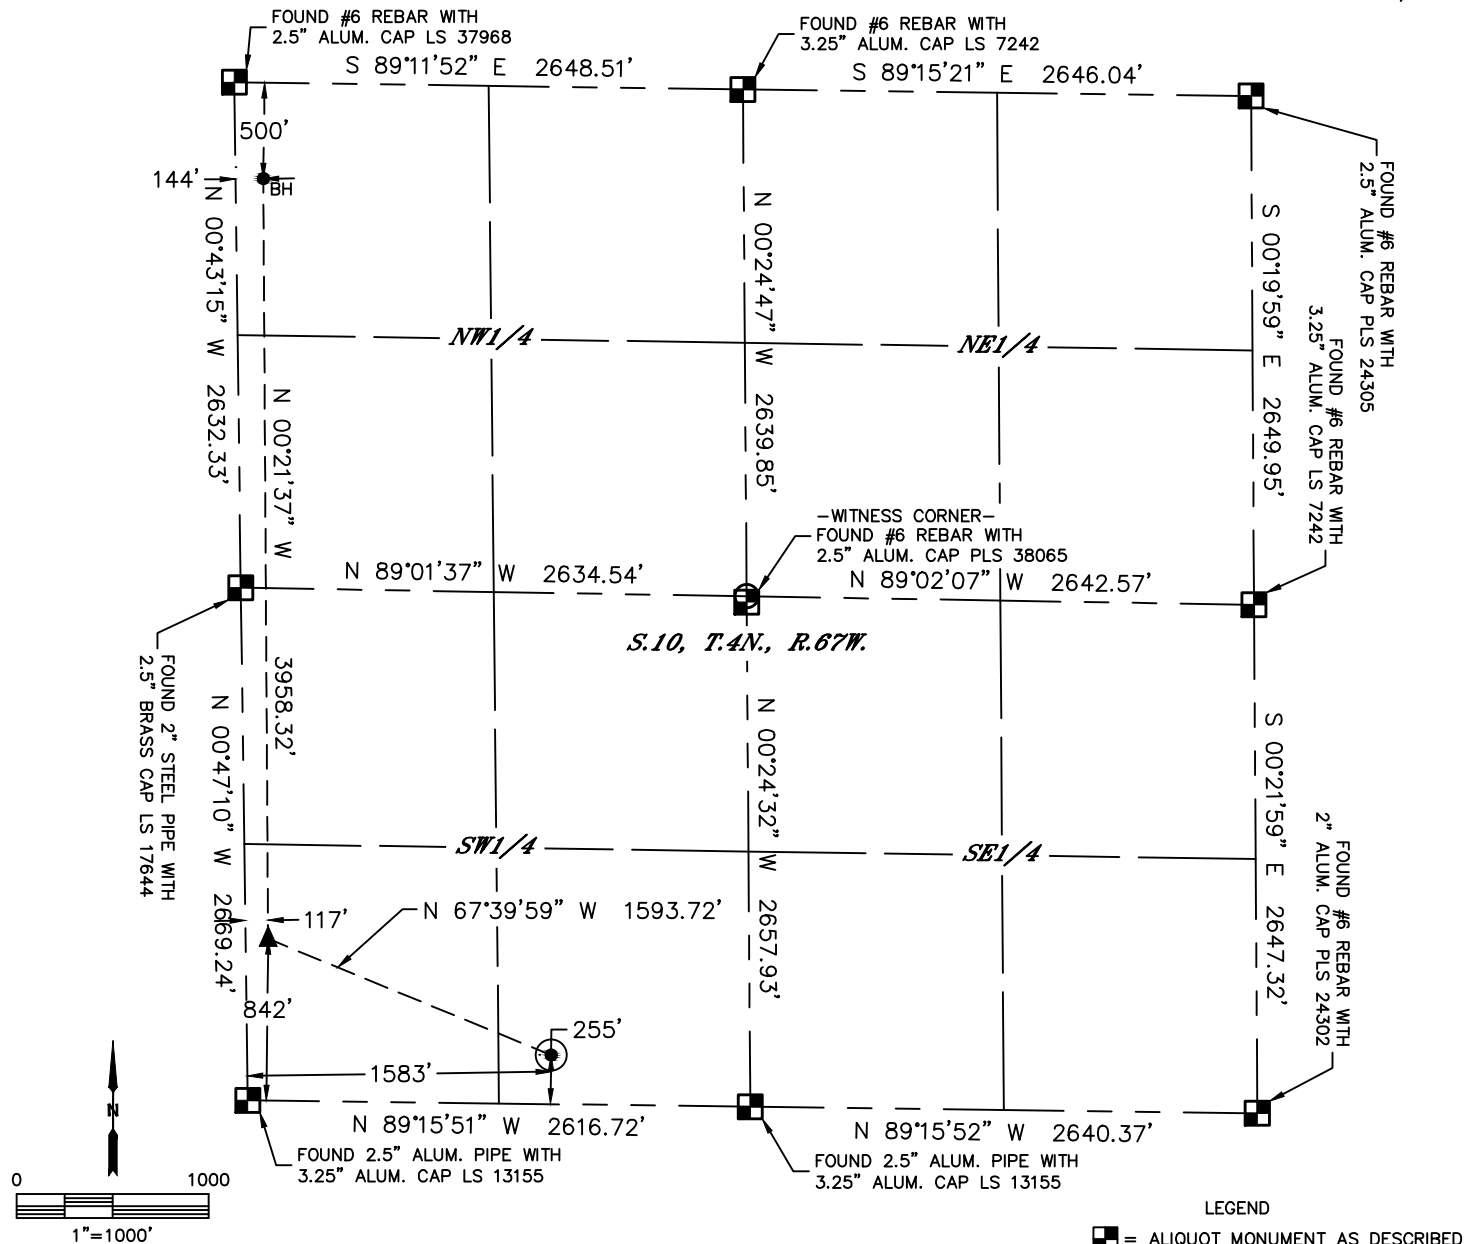 FOUND #6 REBAR WITH
2.5" ALUM. CAP LS 37968
FOUND #6 REBAR WITH
3.25" ALUM. CAP LS 7242
S 89°11'52" E 2648.51'
S 89°15'21" E 2646.04'
500'
144'
BH
N 00°43'15" W 2632.33'
N 00°24'47" W 2639.85'
S 00°19'59" E 2649.95'
FOUND #6 REBAR WITH
2.5" ALUM. CAP PLS 24305
NW1/4
NE1/4
N 00°21'37" W 3958.32'
FOUND #6 REBAR WITH
3.25" ALUM. CAP LS 7242
-WITNESS CORNER-
FOUND #6 REBAR WITH
2.5" ALUM. CAP PLS 38065
N 89°01'37" W 2634.54'
N 89°02'07" W 2642.57'
S.10, T.4N., R.67W.
FOUND 2" STEEL PIPE WITH
2.5" BRASS CAP LS 17644
N 00°47'10" W 2669.24'
N 00°24'32" W 2657.93'
S 00°21'59" E 2647.32'
SW1/4
SE1/4
FOUND #6 REBAR WITH
2" ALUM. CAP PLS 24302
117'
N 67°39'59" W 1593.72'
842'
255'
1583'
N 89°15'51" W 2616.72'
N 89°15'52" W 2640.37'
FOUND 2.5" ALUM. PIPE WITH
3.25" ALUM. CAP LS 13155
FOUND 2.5" ALUM. PIPE WITH
3.25" ALUM. CAP LS 13155
N
0 1000
1"=1000'
LEGEND
= ALIQUOT MONUMENT AS DESCRIBED